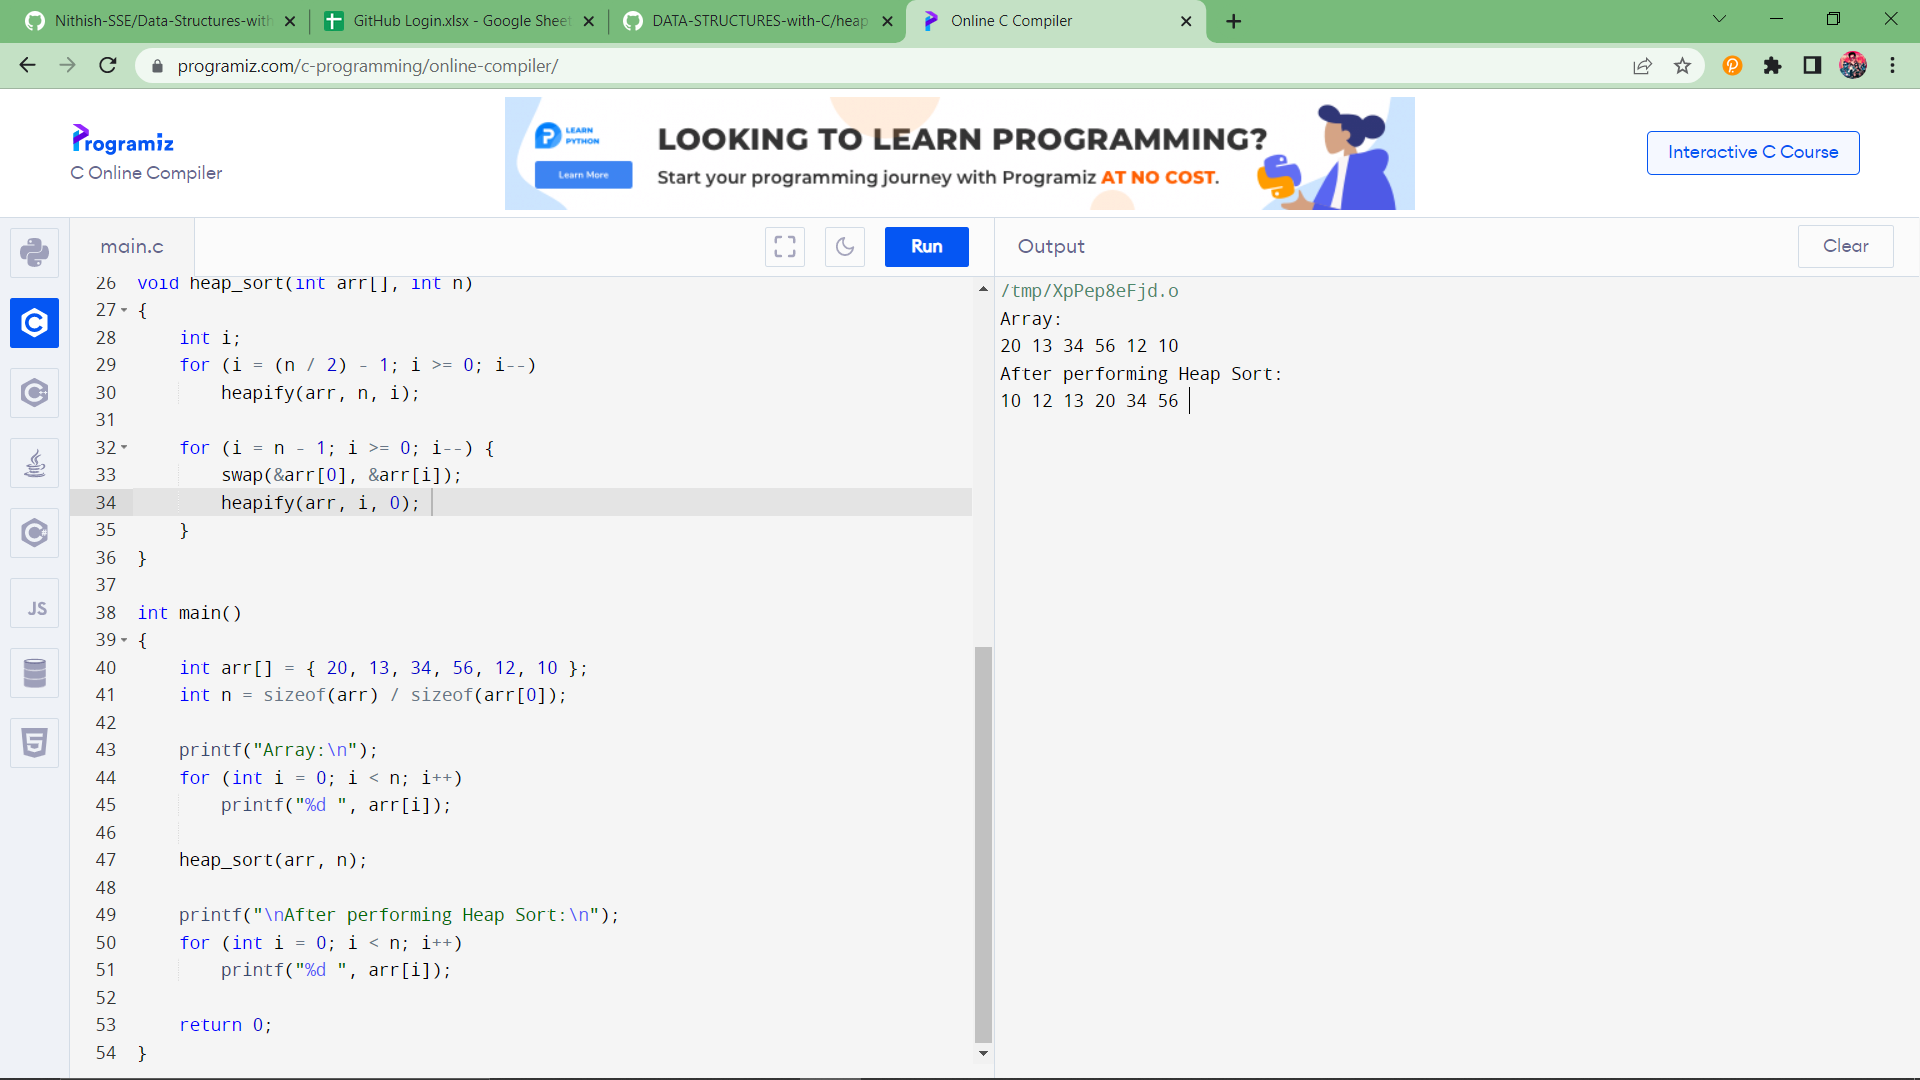 Nithish-SSE/Data-Structures-with
GitHub Login.xlsx - Google Sheet
DATA-STRUCTURES-with-C/heap
Online C Compiler
programiz.com/c-programming/online-compiler/
Programiz
C Online Compiler
LEARN PYTHON
Learn More
LOOKING TO LEARN PROGRAMMING?
Start your programming journey with Programiz AT NO COST.
Interactive C Course
main.c
Run
Output
Clear
26 void heap_sort(int arr[], int n)
27 {
28 int i;
29 for (i = (n / 2) - 1; i >= 0; i--)
30 heapify(arr, n, i);
31
32 for (i = n - 1; i >= 0; i--) {
33 swap(&arr[0], &arr[i]);
34 heapify(arr, i, 0);
35 }
36 }
37
38 int main()
39 {
40 int arr[] = { 20, 13, 34, 56, 12, 10 };
41 int n = sizeof(arr) / sizeof(arr[0]);
42
43 printf("Array:\n");
44 for (int i = 0; i < n; i++)
45 printf("%d ", arr[i]);
46
47 heap_sort(arr, n);
48
49 printf("\nAfter performing Heap Sort:\n");
50 for (int i = 0; i < n; i++)
51 printf("%d ", arr[i]);
52
53 return 0;
54 }
/tmp/XpPep8eFjd.o
Array:
20 13 34 56 12 10
After performing Heap Sort:
10 12 13 20 34 56
JS